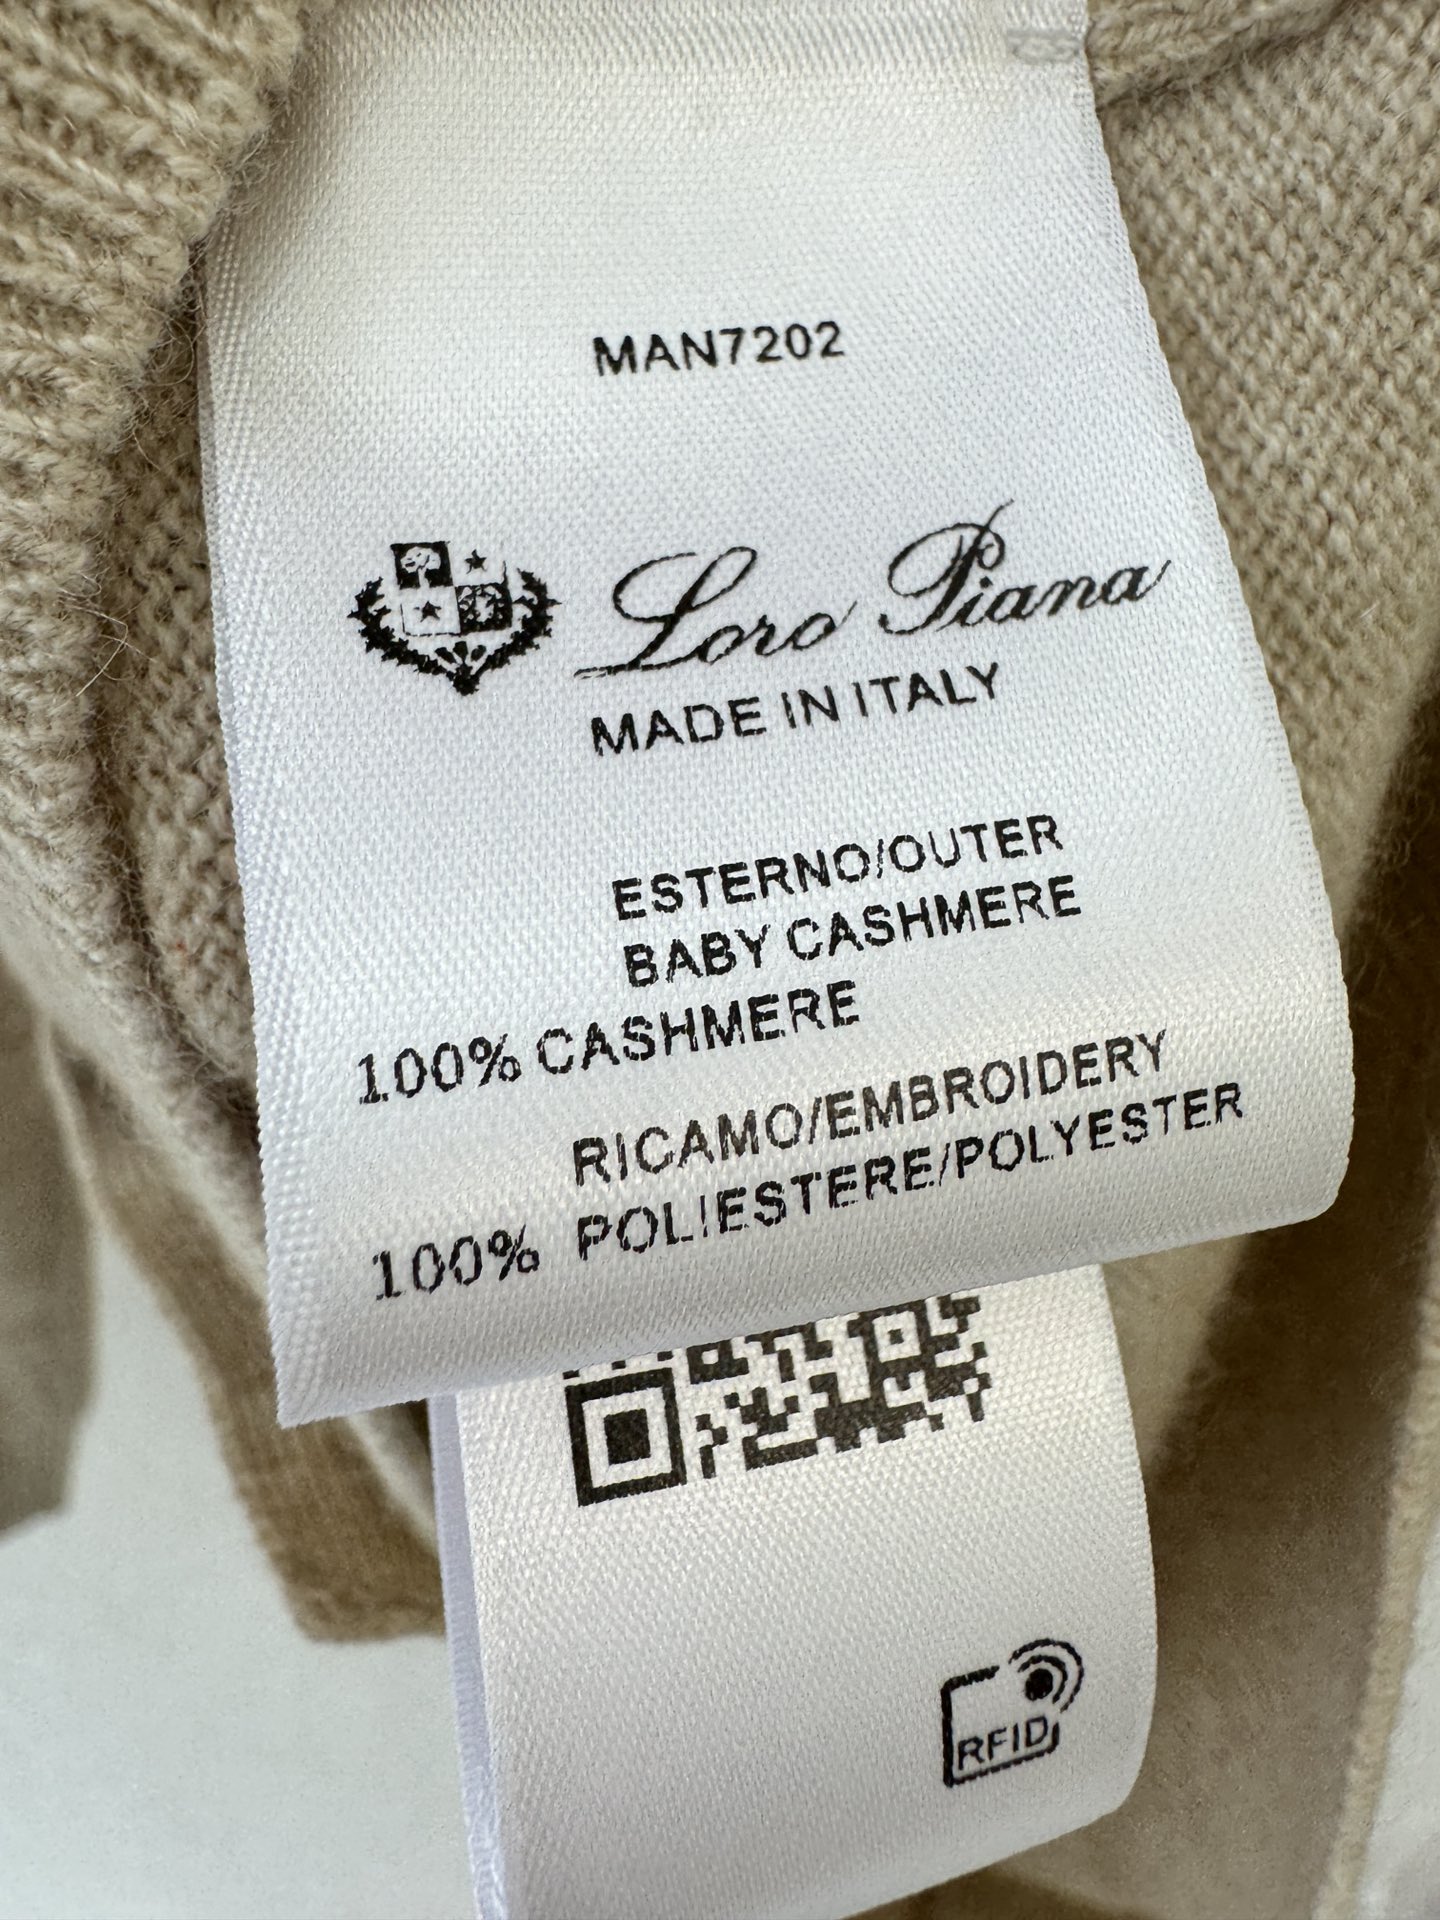 MAN7202
Loro Piana
MADE IN ITALY
ESTERNO/OUTER
BABY CASHMERE
100% CASHMERE
RICAMO/EMBROIDERY
100% POLIESTERE/POLYESTER
RFID